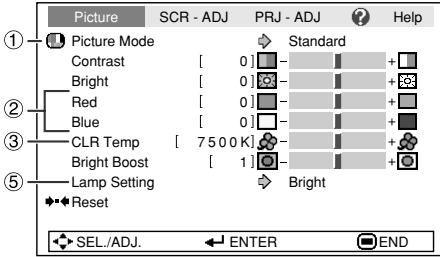 Picture SCR - ADJ PRJ - ADJ ? Help
① Picture Mode Standard
Contrast [ 0] - +
Bright [ 0] - +
② Red [ 0] - +
Blue [ 0] - +
③ CLR Temp [ 7500K] - +
Bright Boost [ 1] - +
⑤ Lamp Setting Bright
Reset
SEL./ADJ. ENTER END